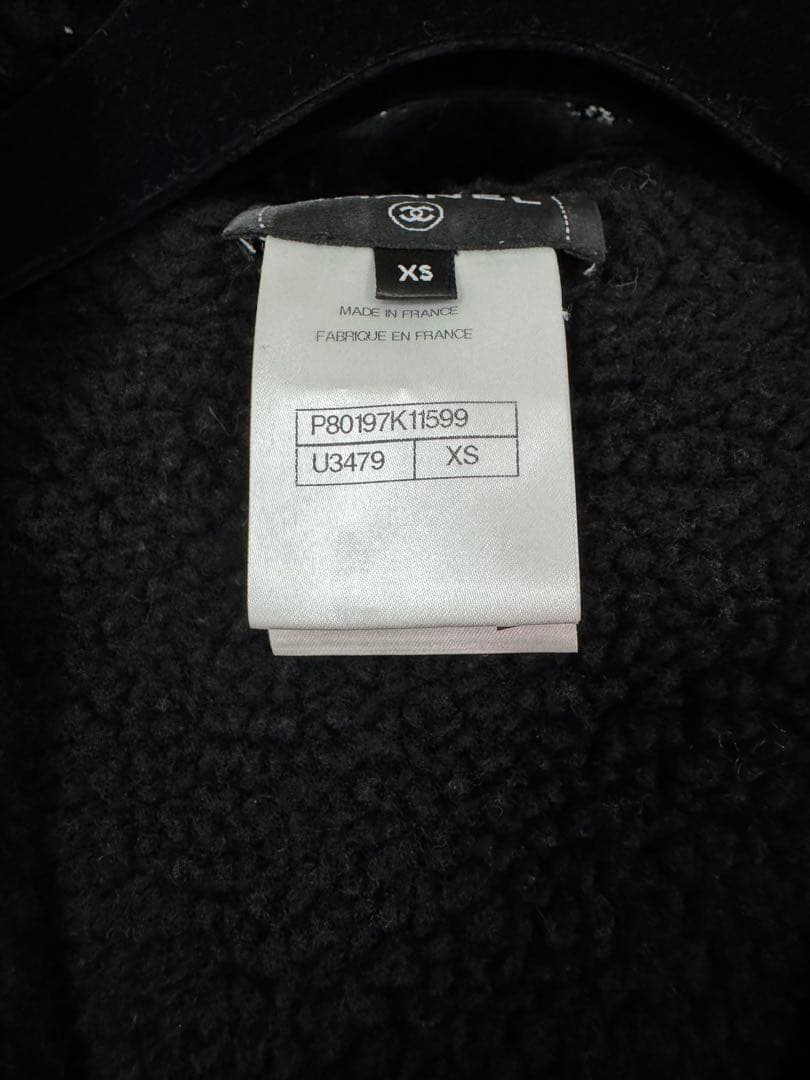 XS
MADE IN FRANCE
FABRIQUE EN FRANCE
P80197K11599
U3479 XS